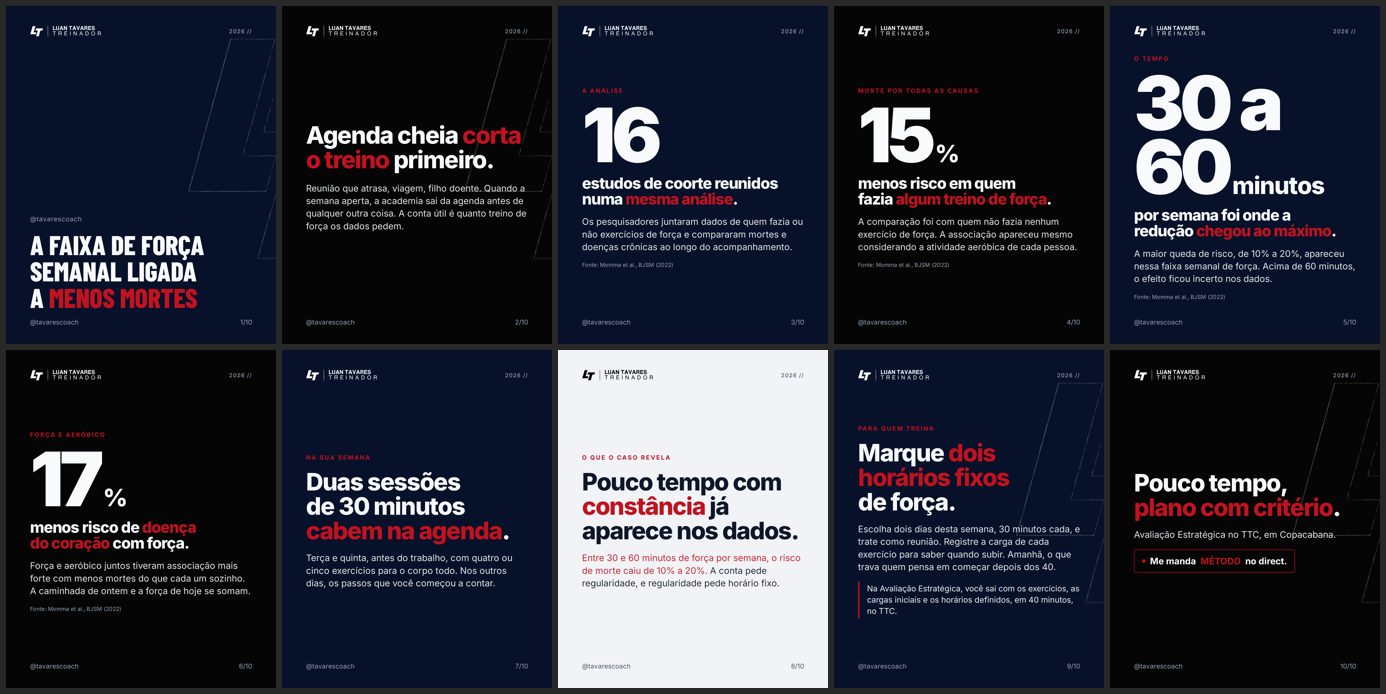 LT LUAN TAVARES
TREINADOR
2026 //
@tavarescoach
A FAIXA DE FORÇA
SEMANAL LIGADA
A MENOS MORTES
@tavarescoach
1/10
LT LUAN TAVARES
TREINADOR
2026 //
Agenda cheia corta
o treino primeiro.
Reunião que atrasa, viagem, filho doente. Quando a
semana aperta, a academia sai da agenda antes de
qualquer outra coisa. A conta útil é quanto treino de
força os dados pedem.
@tavarescoach
2/10
LT LUAN TAVARES
TREINADOR
2026 //
A ANÁLISE
16
estudos de coorte reunidos
numa mesma análise.
Os pesquisadores juntaram dados de quem fazia ou
não exercícios de força e compararam mortes e
doenças crônicas ao longo do acompanhamento.
Fonte: Momma et al., BJSM (2022)
@tavarescoach
3/10
LT LUAN TAVARES
TREINADOR
2026 //
MORTE POR TODAS AS CAUSAS
15%
menos risco em quem
fazia algum treino de força.
A comparação foi com quem não fazia nenhum
exercício de força. A associação apareceu mesmo
considerando a atividade aeróbica de cada pessoa.
Fonte: Momma et al., BJSM (2022)
@tavarescoach
4/10
LT LUAN TAVARES
TREINADOR
2026 //
O TEMPO
30 a
60 minutos
por semana foi onde a
redução chegou ao máximo.
A maior queda de risco, de 10% a 20%, apareceu
nessa faixa semanal de força. Acima de 60 minutos,
o efeito ficou incerto nos dados.
Fonte: Momma et al., BJSM (2022)
@tavarescoach
5/10
LT LUAN TAVARES
TREINADOR
2026 //
FORÇA E AERÓBICO
17%
menos risco de doença
do coração com força.
Força e aeróbico juntos tiveram associação mais
forte com menos mortes do que cada um sozinho.
A caminhada de ontem e a força de hoje se somam.
Fonte: Momma et al., BJSM (2022)
@tavarescoach
6/10
LT LUAN TAVARES
TREINADOR
2026 //
NA SUA SEMANA
Duas sessões
de 30 minutos
cabem na agenda.
Terça e quinta, antes do trabalho, com quatro ou
cinco exercícios para o corpo todo. Nos outros
dias, os passos que você começou a contar.
@tavarescoach
7/10
LT LUAN TAVARES
TREINADOR
2026 //
O QUE O CASO REVELA
Pouco tempo com
constância já
aparece nos dados.
Entre 30 e 60 minutos de força por semana, o risco
de morte caiu de 10% a 20%. A conta pede
regularidade, e regularidade pede horário fixo.
@tavarescoach
8/10
LT LUAN TAVARES
TREINADOR
2026 //
PARA QUEM TREINA
Marque dois
horários fixos
de força.
Escolha dois dias desta semana, 30 minutos cada, e
trate como reunião. Registre a carga de cada
exercício para saber quando subir. Amanhã, o que
trava quem pensa em começar depois dos 40.
Na Avaliação Estratégica, você sai com os exercícios, as
cargas iniciais e os horários definidos, em 40 minutos,
no TTC.
@tavarescoach
9/10
LT LUAN TAVARES
TREINADOR
2026 //
Pouco tempo,
plano com critério.
Avaliação Estratégica no TTC, em Copacabana.
• Me manda MÉTODO no direct.
@tavarescoach
10/10